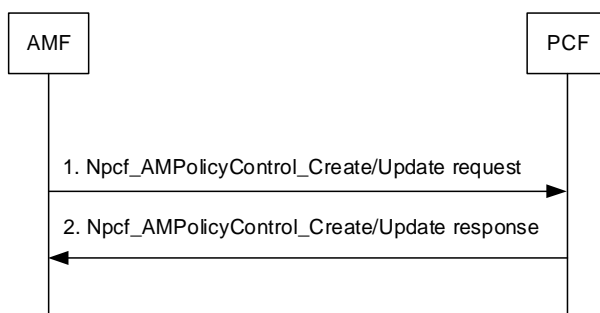 AMF
PCF
1. Npcf_AMPolicyControl_Create/Update request
2. Npcf_AMPolicyControl_Create/Update response